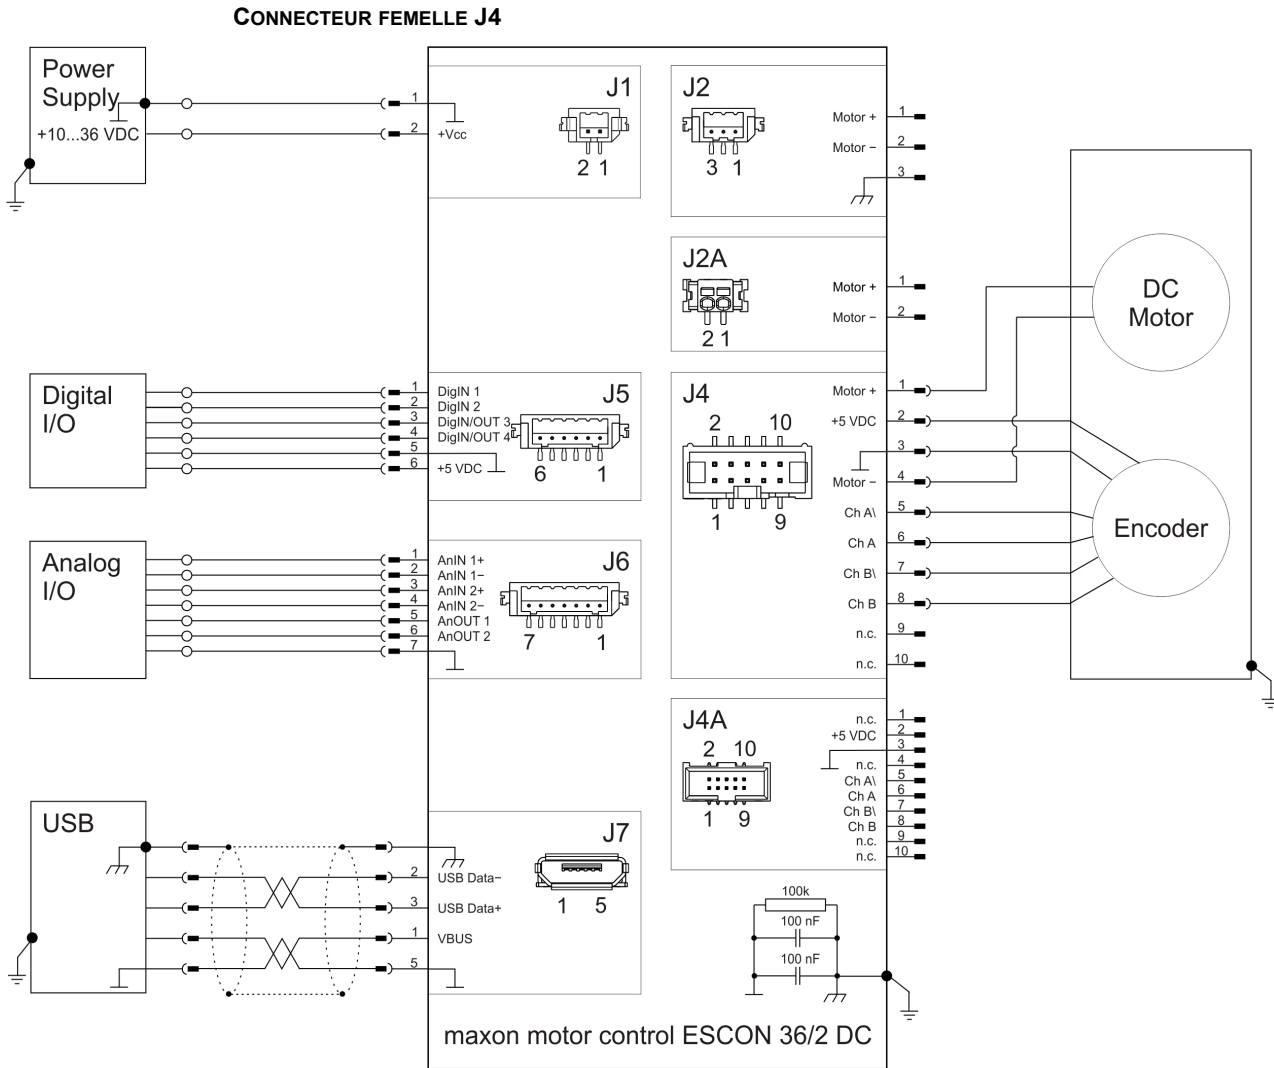 CONNECTEUR FEMELLE J4
Power
Supply
+10...36 VDC
1
2
+Vcc
J1
2 1
J2
3 1
Motor +
1
Motor −
2
3
J2A
2 1
Motor +
1
Motor −
2
DC
Motor
Digital
I/O
1
DigIN 1
2
DigIN 2
3
DigIN/OUT 3
4
DigIN/OUT 4
5
6
+5 VDC
J5
6 1
J4
2 10
1 9
Motor +
1
+5 VDC
2
3
Motor −
4
Ch A\
5
Ch A
6
Ch B\
7
Ch B
8
n.c.
9
n.c.
10
Encoder
Analog
I/O
1
AnIN 1+
2
AnIN 1−
3
AnIN 2+
4
AnIN 2−
5
AnOUT 1
6
AnOUT 2
7
J6
7 1
J4A
2 10
1 9
n.c.
1
+5 VDC
2
3
n.c.
4
Ch A\
5
Ch A
6
Ch B\
7
Ch B
8
n.c.
9
n.c.
10
USB
2
USB Data−
3
USB Data+
1
VBUS
5
J7
1 5
100k
100 nF
100 nF
maxon motor control ESCON 36/2 DC